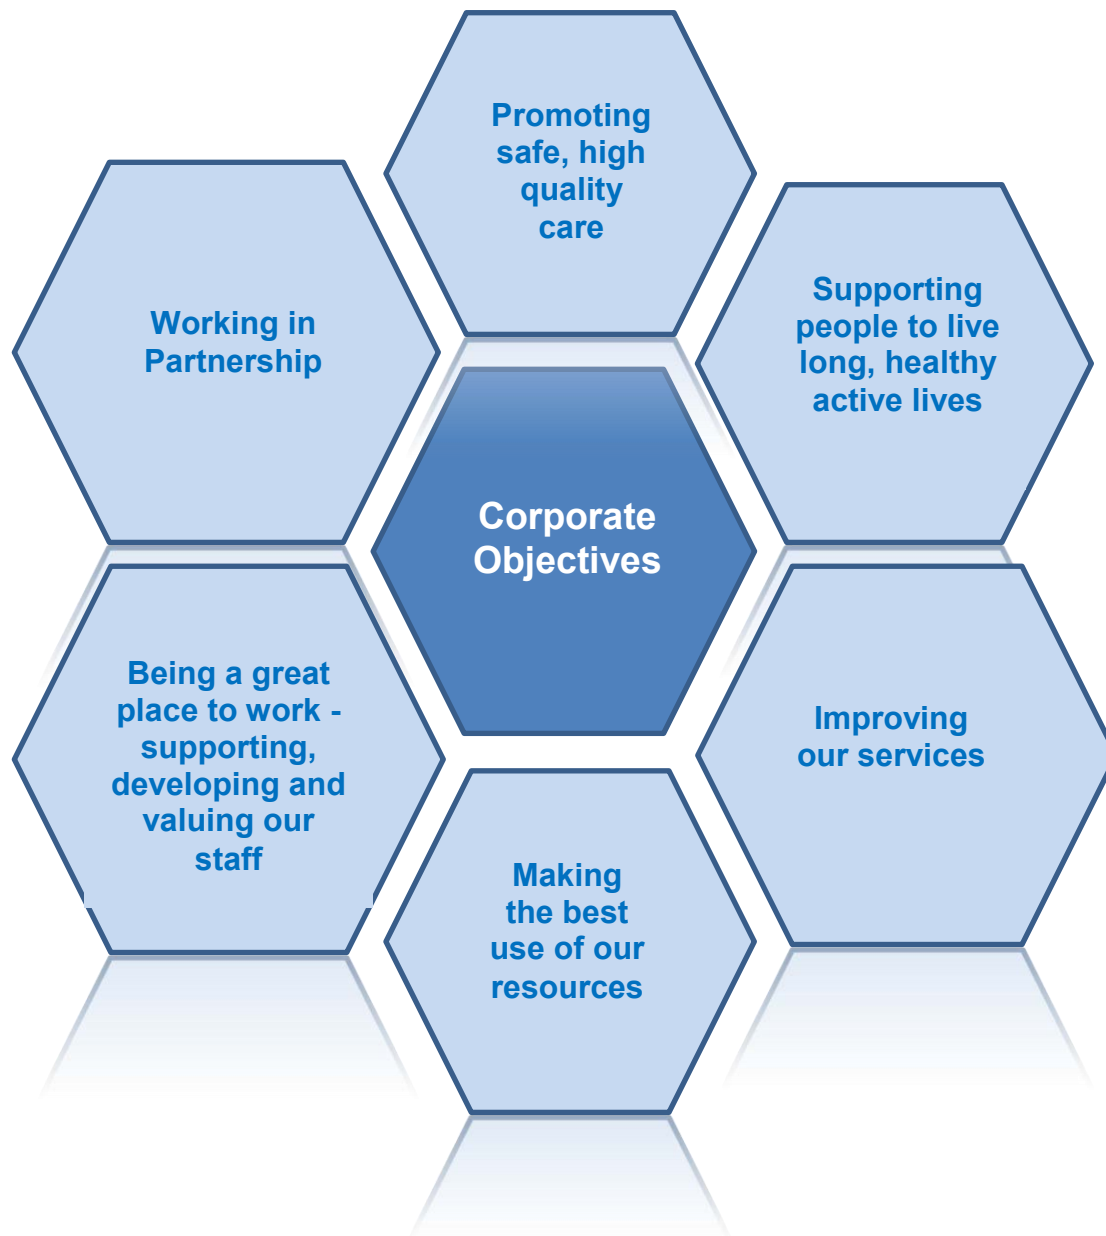 Promoting
safe, high
quality
care
Working in
Partnership
Supporting
people to live
long, healthy
active lives
Corporate
Objectives
Being a great
place to work -
supporting,
developing and
valuing our
staff
Improving
our services
Making
the best
use of our
resources